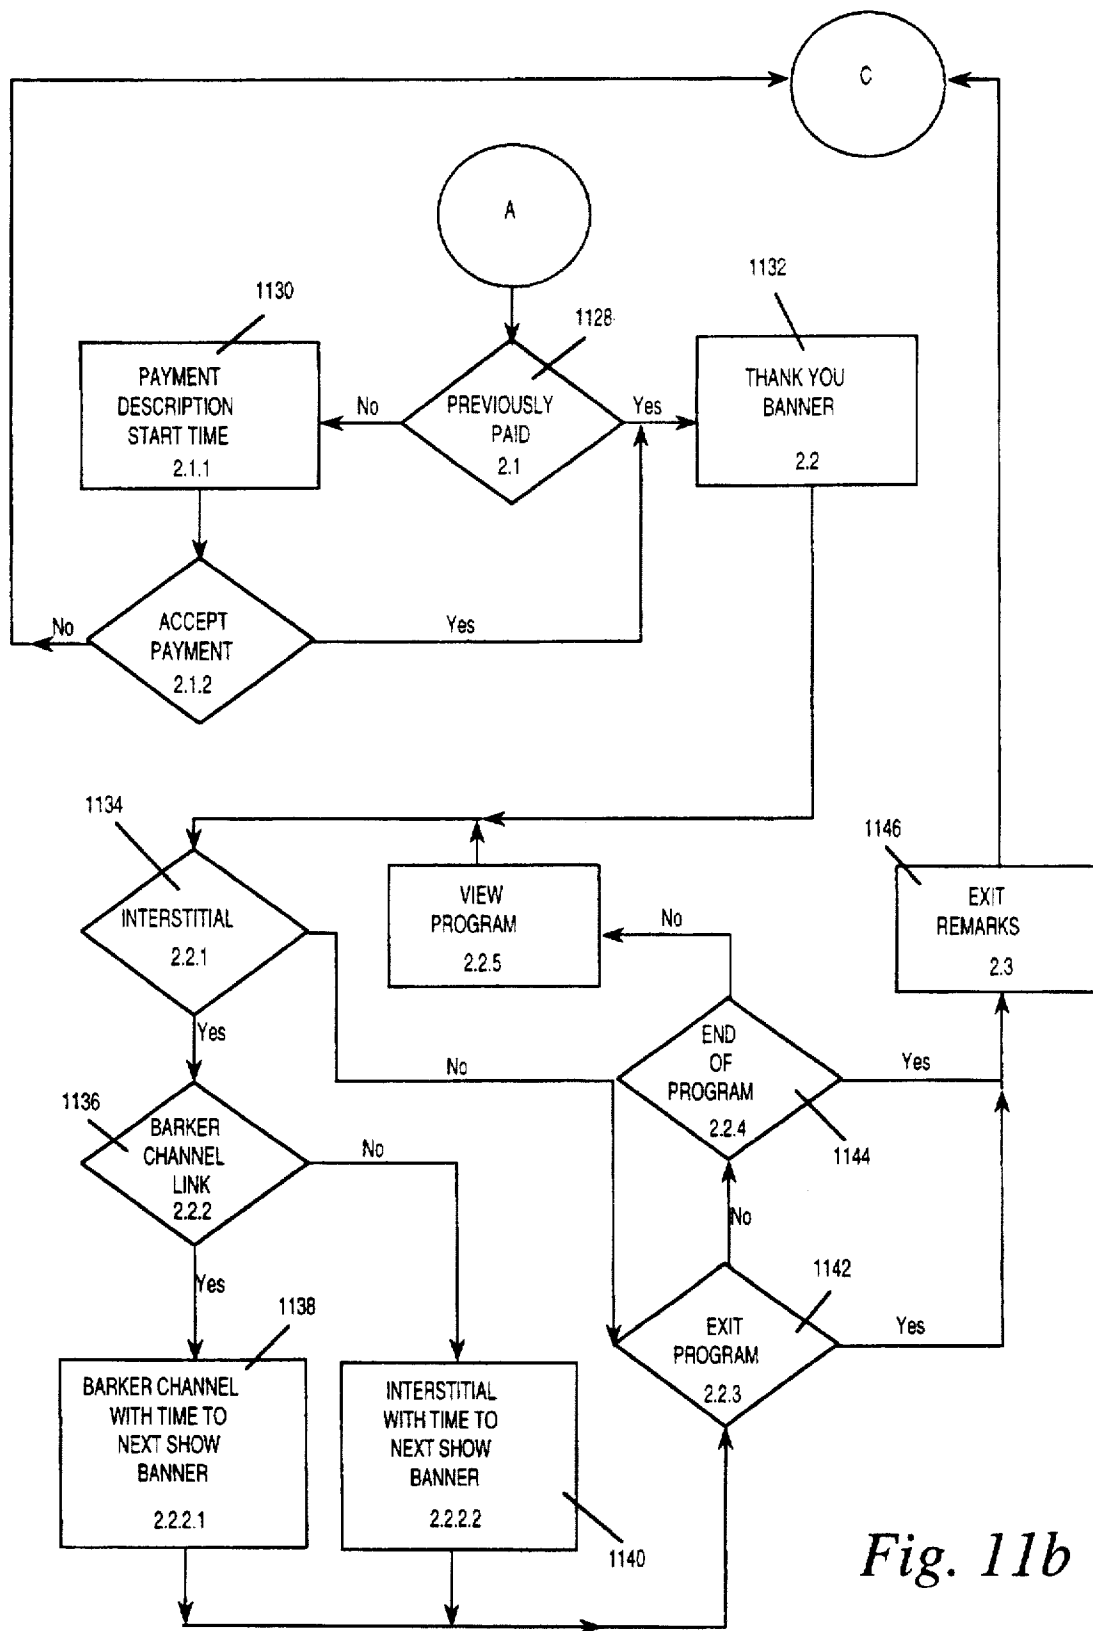 C
A
1130
1128
1132
PAYMENT
DESCRIPTION
START TIME
2.1.1
No
PREVIOUSLY
PAID
2.1
Yes
THANK YOU
BANNER
2.2
No
ACCEPT
PAYMENT
2.1.2
Yes
1134
INTERSTITIAL
2.2.1
VIEW
PROGRAM
2.2.5
No
1146
EXIT
REMARKS
2.3
Yes
No
END
OF
PROGRAM
2.2.4
Yes
1144
1136
BARKER
CHANNEL
LINK
2.2.2
No
Yes
No
1142
EXIT
PROGRAM
2.2.3
Yes
1138
BARKER CHANNEL
WITH TIME TO
NEXT SHOW
BANNER
2.2.2.1
INTERSTITIAL
WITH TIME TO
NEXT SHOW
BANNER
2.2.2.2
1140
Fig. 11b